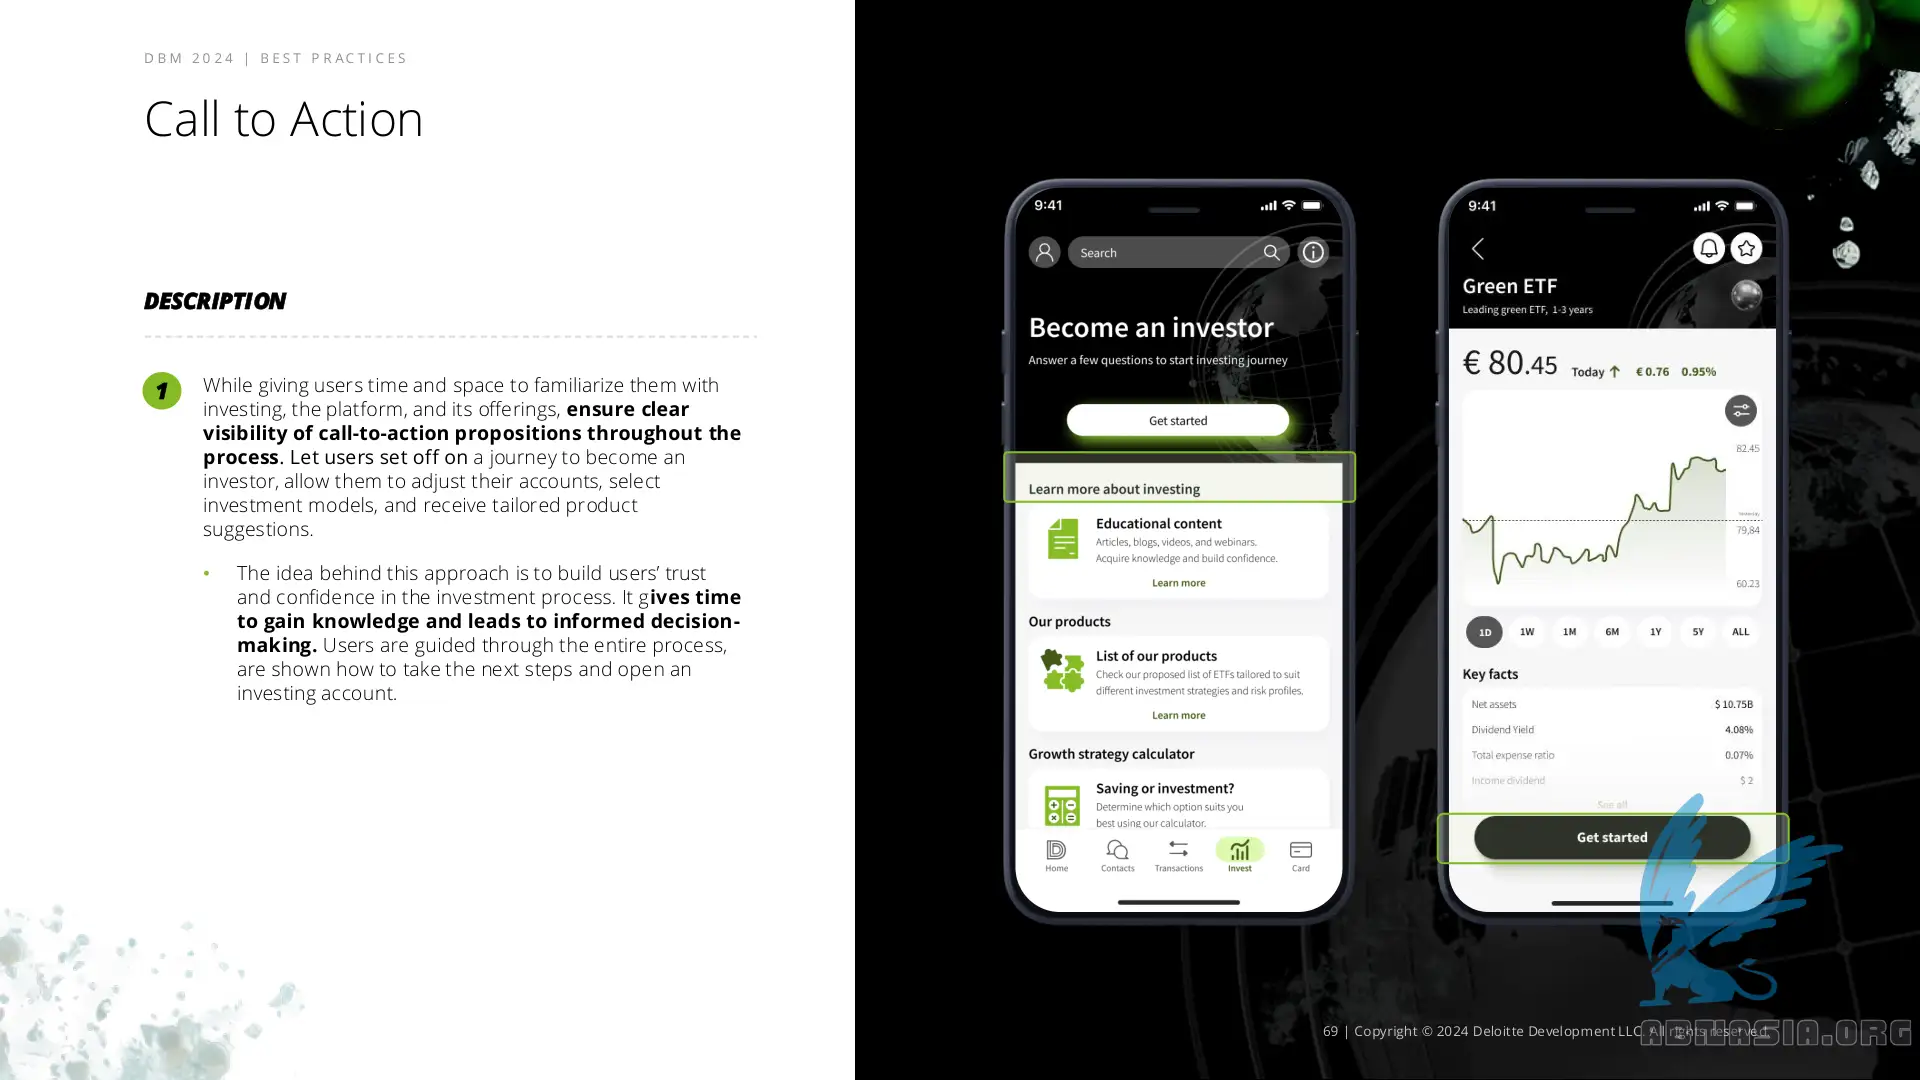 DBM 2024 | BEST PRACTICES
Call to Action
DESCRIPTION
1
While giving users time and space to familiarize them with
investing, the platform, and its offerings, ensure clear
visibility of call-to-action propositions throughout the
process. Let users set off on a journey to become an
investor, allow them to adjust their accounts, select
investment models, and receive tailored product
suggestions.
• The idea behind this approach is to build users’ trust
and confidence in the investment process. It gives time
to gain knowledge and leads to informed decision-
making. Users are guided through the entire process,
are shown how to take the next steps and open an
investing account.
9:41
Search
Become an investor
Answer a few questions to start investing journey
Get started
Learn more about investing
Educational content
Articles, blogs, videos, and webinars.
Acquire knowledge and build confidence.
Learn more
Our products
List of our products
Check our proposed list of ETFs tailored to suit
different investment strategies and risk profiles.
Learn more
Growth strategy calculator
Saving or investment?
Determine which option suits you
best using our calculator.
Home Contacts Transactions Invest Card
9:41
Green ETF
Leading green ETF, 1-3 years
€ 80.45 Today € 0.76 0.95%
82.45
Yesterday
79,84
60.23
1D 1W 1M 6M 1Y 5Y ALL
Key facts
Net assets $ 10.75B
Dividend Yield 4.08%
Total expense ratio 0.07%
Income dividend $ 2
See all
Get started
69 | Copyright © 2024 Deloitte Development LLC. All rights reserved.
ABIIASIA.ORG